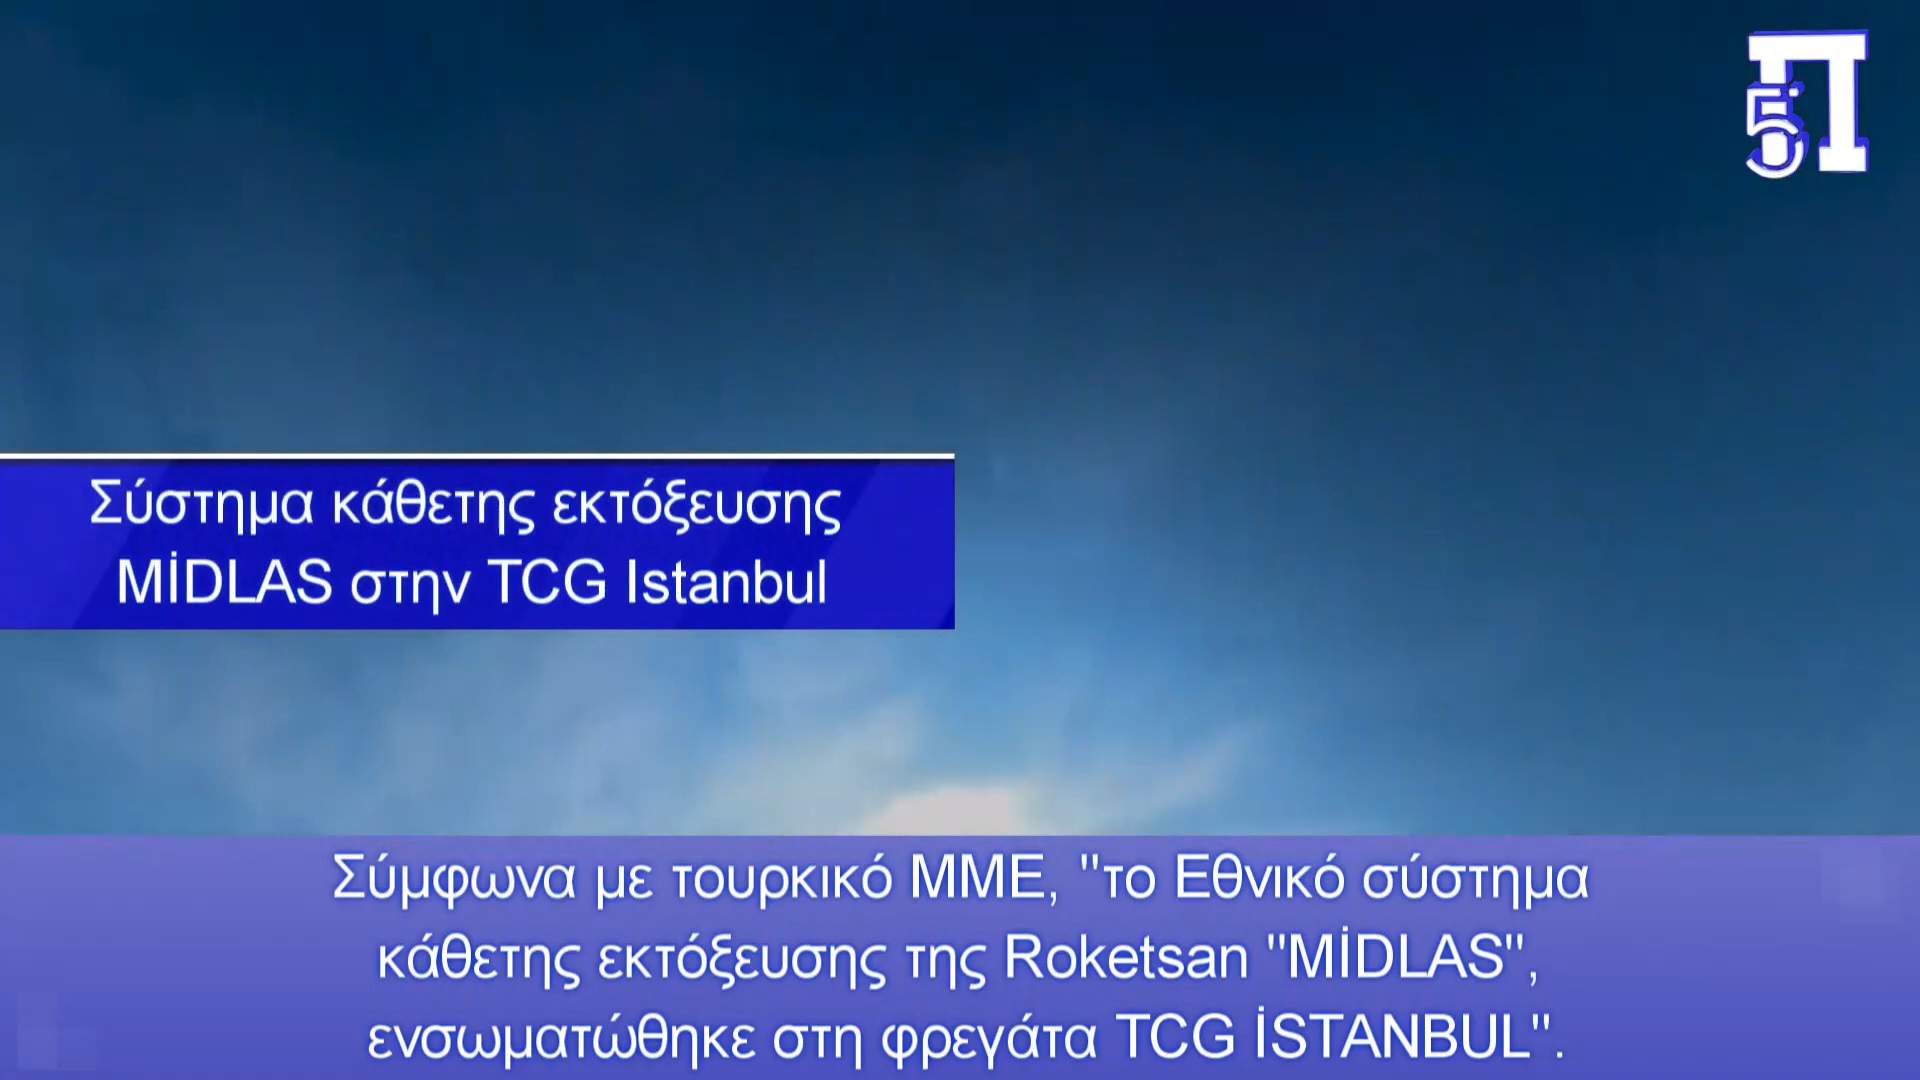 5' Π
Σύστημα κάθετης εκτόξευσης
MİDLAS στην TCG Istanbul
Σύμφωνα με τουρκικό ΜΜΕ, "το Εθνικό σύστημα
κάθετης εκτόξευσης της Roketsan "MİDLAS",
ενσωματώθηκε στη φρεγάτα TCG İSTANBUL".